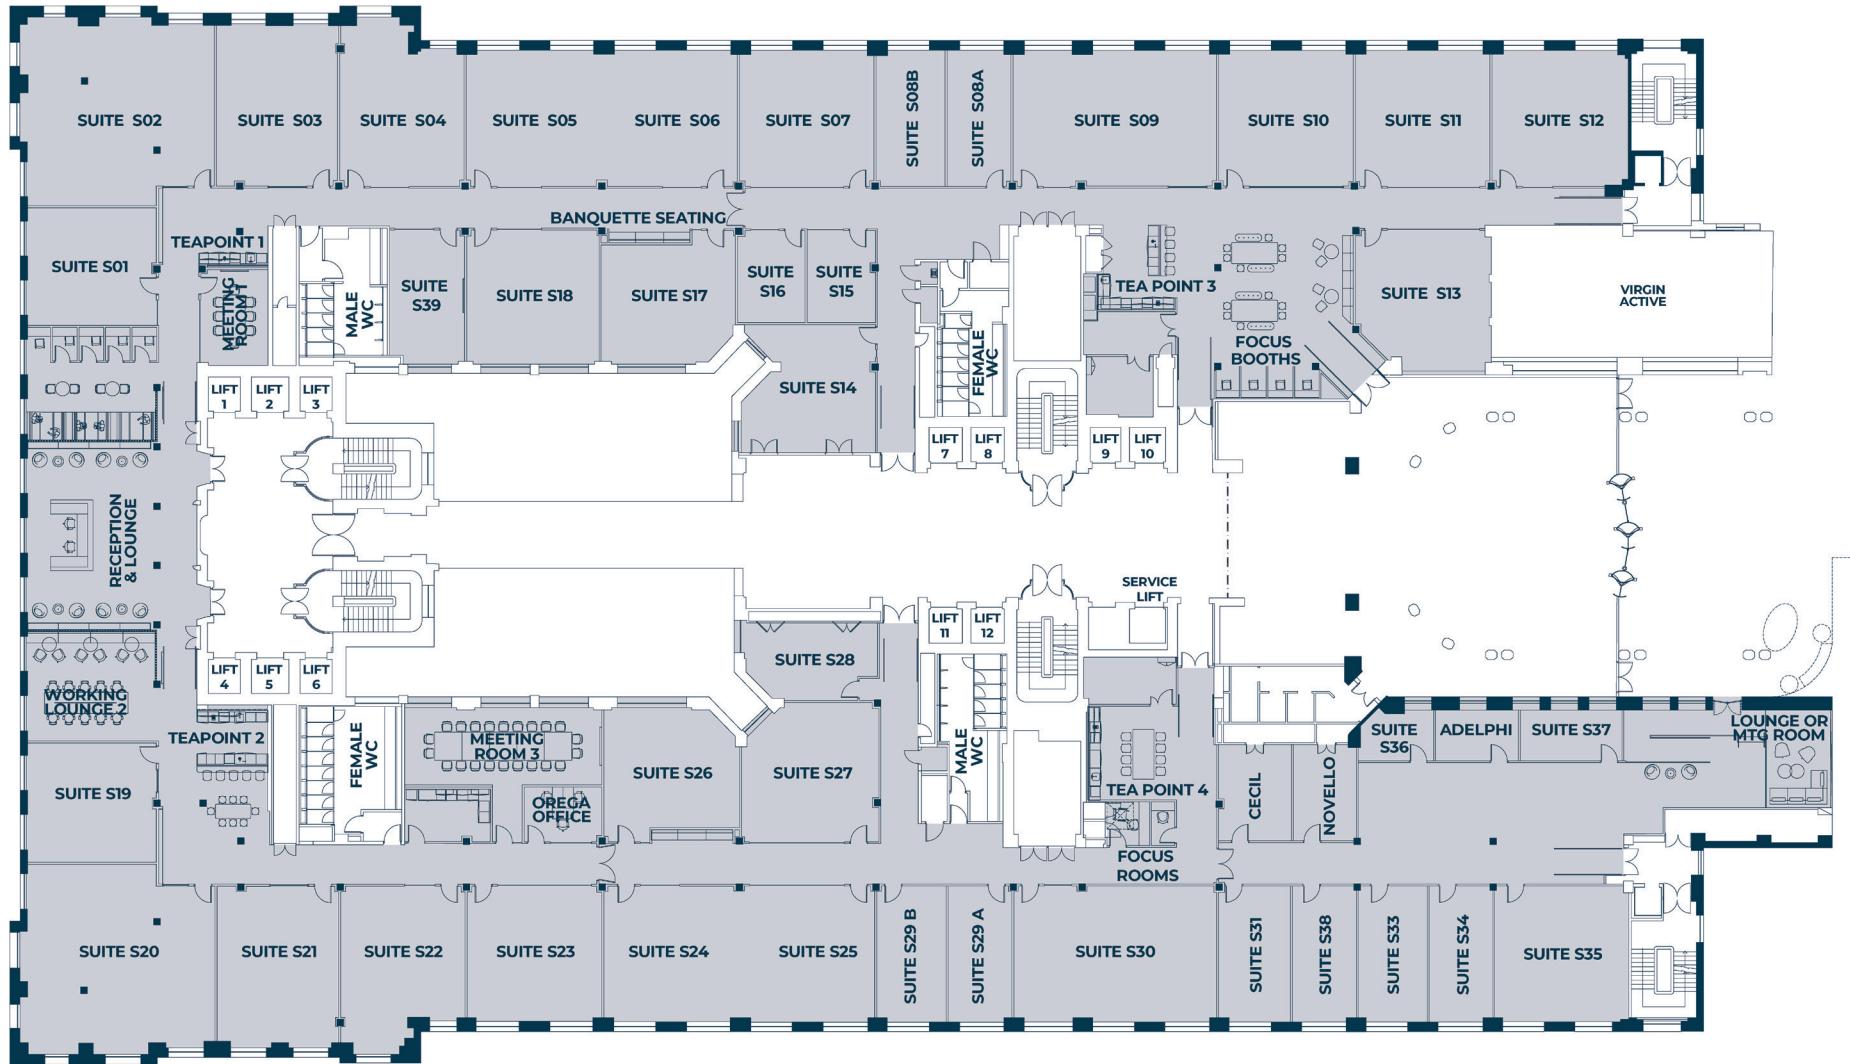 SUITE S02
SUITE S03
SUITE S04
SUITE S05
SUITE S06
SUITE S07
SUITE S08B
SUITE S08A
SUITE S09
SUITE S10
SUITE S11
SUITE S12
BANQUETTE SEATING
TEAPOINT 1
SUITE S01
MEETING
ROOM 1
MALE
WC
SUITE
S39
SUITE S18
SUITE S17
SUITE
S16
SUITE
S15
TEA POINT 3
SUITE S13
VIRGIN
ACTIVE
FOCUS
BOOTHS
FEMALE
WC
SUITE S14
LIFT
1
LIFT
2
LIFT
3
LIFT
7
LIFT
8
LIFT
9
LIFT
10
RECEPTION
& LOUNGE
SERVICE
LIFT
LIFT
11
LIFT
12
LIFT
4
LIFT
5
LIFT
6
SUITE S28
WORKING
LOUNGE 2
TEAPOINT 2
FEMALE
WC
MEETING
ROOM 3
SUITE S26
SUITE S27
MALE
WC
SUITE
S36
ADELPHI
SUITE S37
LOUNGE OR
MTG ROOM
SUITE S19
OREGA
OFFICE
TEA POINT 4
CECIL
NOVELLO
FOCUS
ROOMS
SUITE S20
SUITE S21
SUITE S22
SUITE S23
SUITE S24
SUITE S25
SUITE S29 B
SUITE S29 A
SUITE S30
SUITE S31
SUITE S38
SUITE S33
SUITE S34
SUITE S35